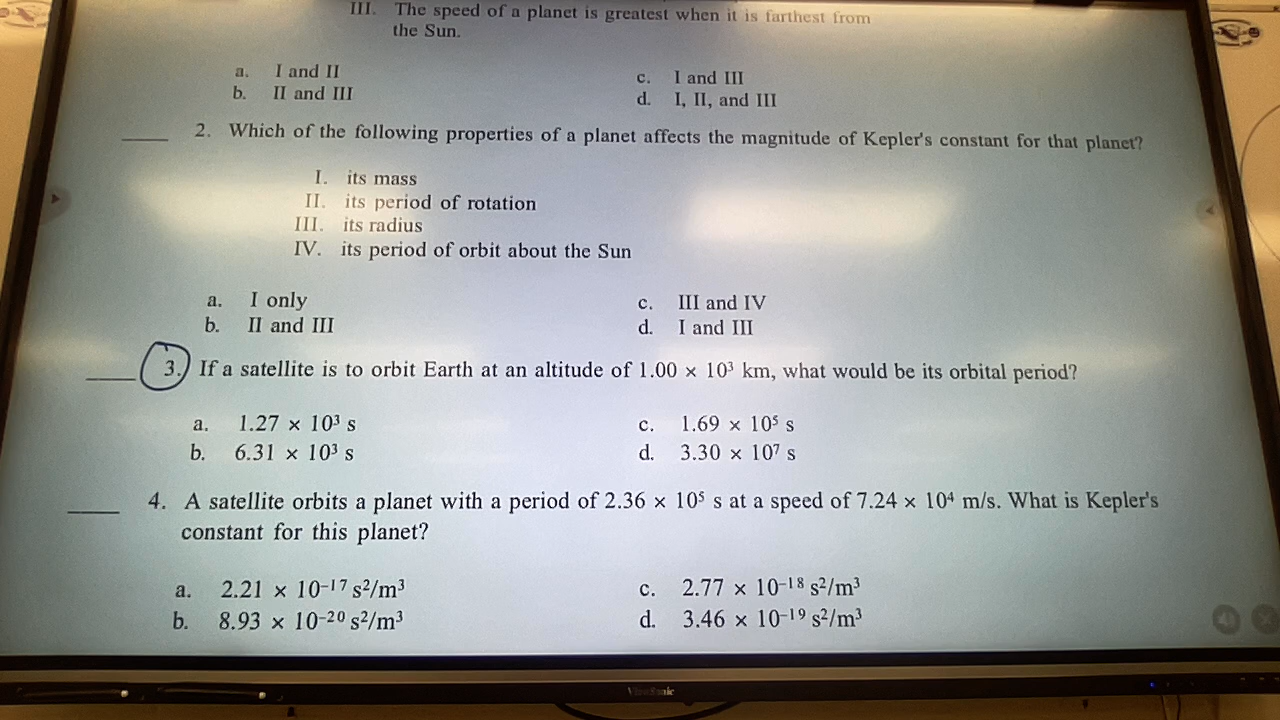 III. The speed of a planet is greatest when it is farthest from
the Sun.
a. I and II
c. I and III
b. II and III
d. I, II, and III
2. Which of the following properties of a planet affects the magnitude of Kepler's constant for that planet?
I. its mass
II. its period of rotation
III. its radius
IV. its period of orbit about the Sun
a. I only
c. III and IV
b. II and III
d. I and III
3. If a satellite is to orbit Earth at an altitude of 1.00 × 10³ km, what would be its orbital period?
a. 1.27 × 10³ s
c. 1.69 × 10⁵ s
b. 6.31 × 10³ s
d. 3.30 × 10⁷ s
4. A satellite orbits a planet with a period of 2.36 × 10⁵ s at a speed of 7.24 × 10⁴ m/s. What is Kepler's
constant for this planet?
a. 2.21 × 10⁻¹⁷ s²/m³
c. 2.77 × 10⁻¹⁸ s²/m³
b. 8.93 × 10⁻²⁰ s²/m³
d. 3.46 × 10⁻¹⁹ s²/m³
ViewSonic